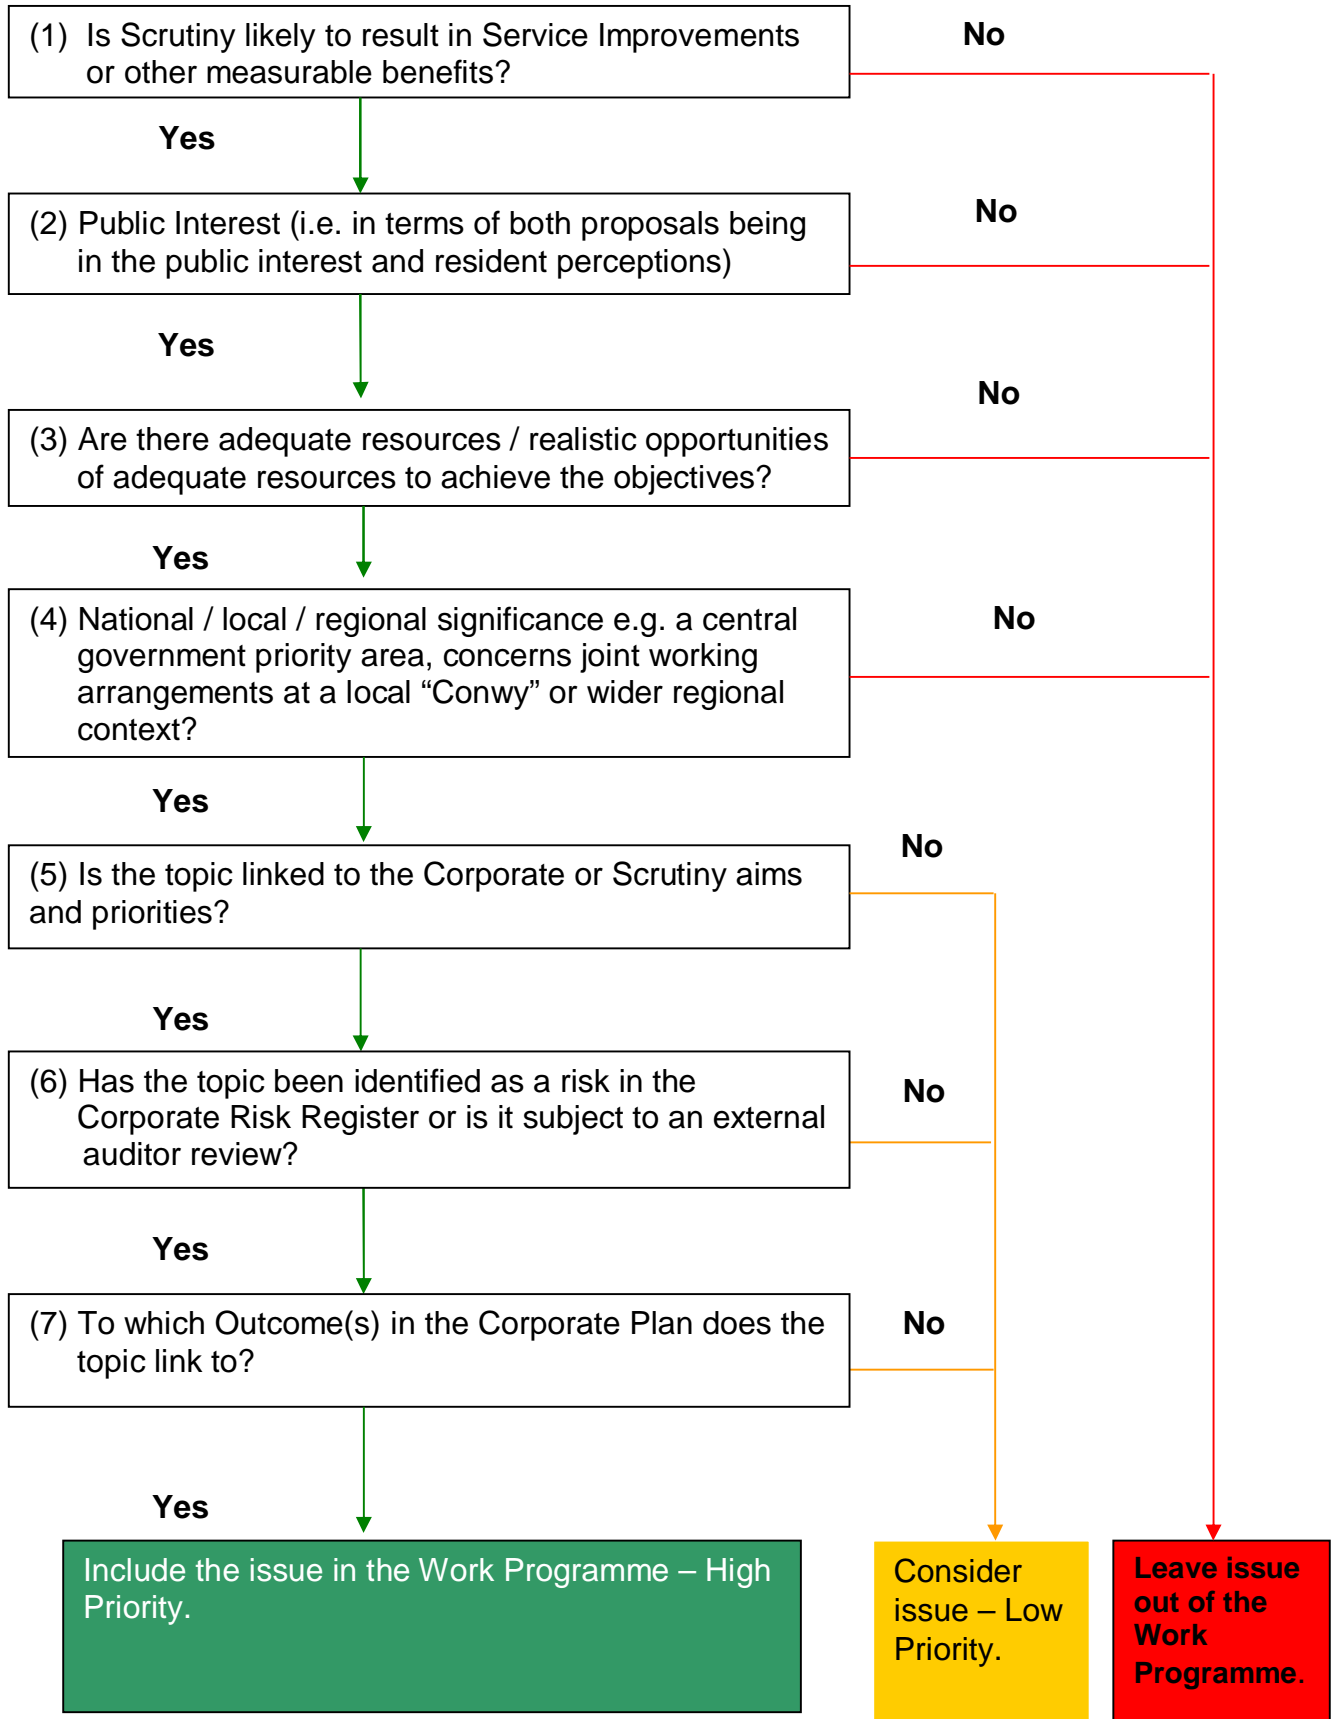 (1) Is Scrutiny likely to result in Service Improvements
or other measurable benefits?
No
Yes
(2) Public Interest (i.e. in terms of both proposals being
in the public interest and resident perceptions)
No
Yes
(3) Are there adequate resources / realistic opportunities
of adequate resources to achieve the objectives?
No
Yes
(4) National / local / regional significance e.g. a central
government priority area, concerns joint working
arrangements at a local “Conwy” or wider regional
context?
No
Yes
(5) Is the topic linked to the Corporate or Scrutiny aims
and priorities?
No
Yes
(6) Has the topic been identified as a risk in the
Corporate Risk Register or is it subject to an external
auditor review?
No
Yes
(7) To which Outcome(s) in the Corporate Plan does the
topic link to?
No
Yes
Include the issue in the Work Programme – High
Priority.
Consider
issue – Low
Priority.
Leave issue
out of the
Work
Programme.